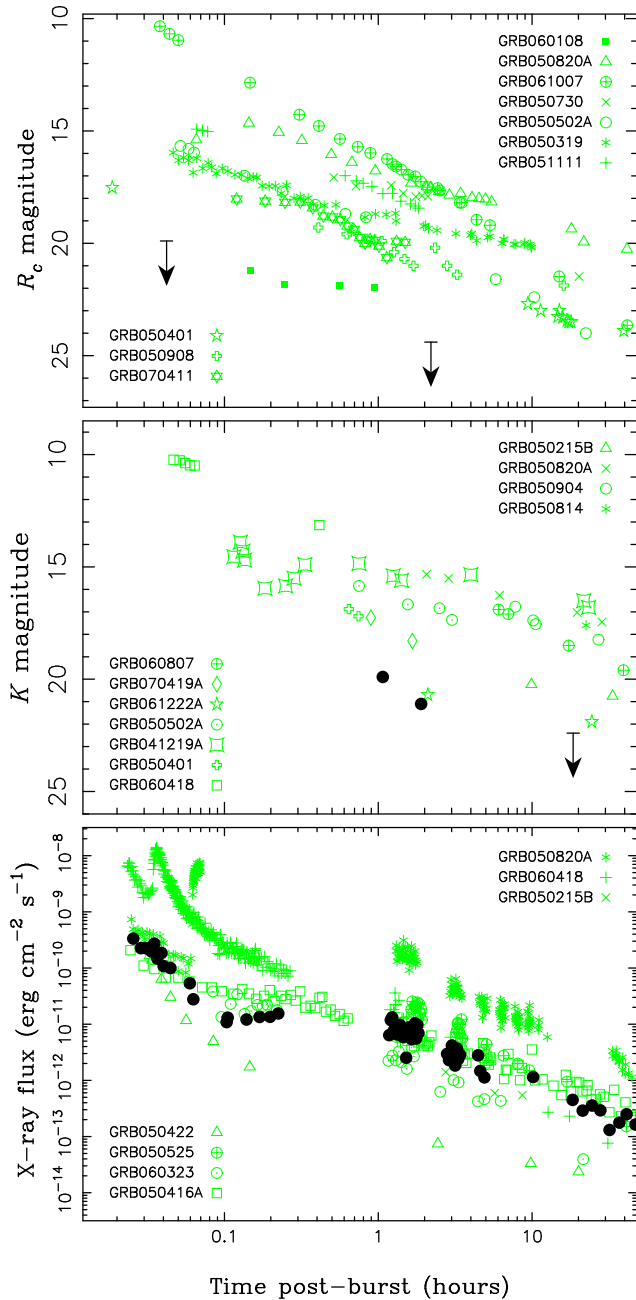 10
15
20
25
R_c magnitude
GRB060108
GRB050820A
GRB061007
GRB050730
GRB050502A
GRB050319
GRB051111
GRB050401
GRB050908
GRB070411
10
15
20
25
K magnitude
GRB050215B
GRB050820A
GRB050904
GRB050814
GRB060807
GRB070419A
GRB061222A
GRB050502A
GRB041219A
GRB050401
GRB060418
10⁻⁸
10⁻⁹
10⁻¹⁰
10⁻¹¹
10⁻¹²
10⁻¹³
10⁻¹⁴
X-ray flux (erg cm⁻² s⁻¹)
GRB050820A
GRB060418
GRB050215B
GRB050422
GRB050525
GRB060323
GRB050416A
0.1 1 10
Time post-burst (hours)